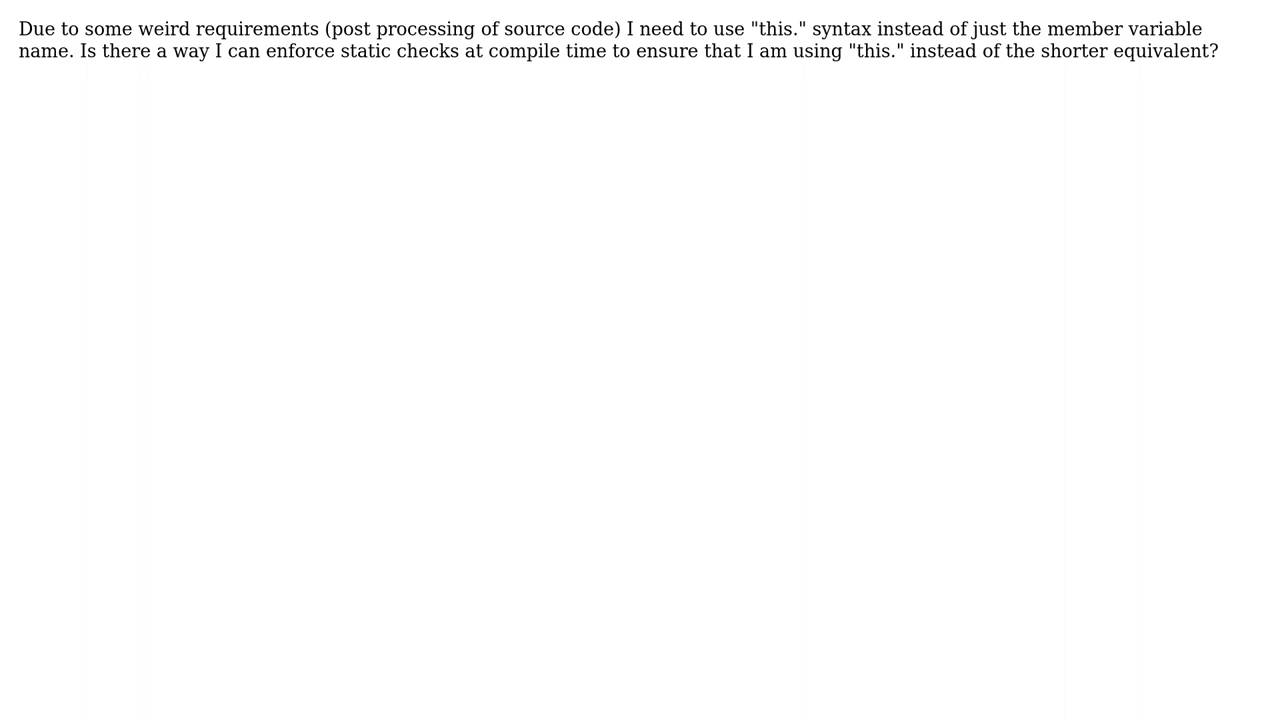 Due to some weird requirements (post processing of source code) I need to use "this." syntax instead of just the member variable
name. Is there a way I can enforce static checks at compile time to ensure that I am using "this." instead of the shorter equivalent?